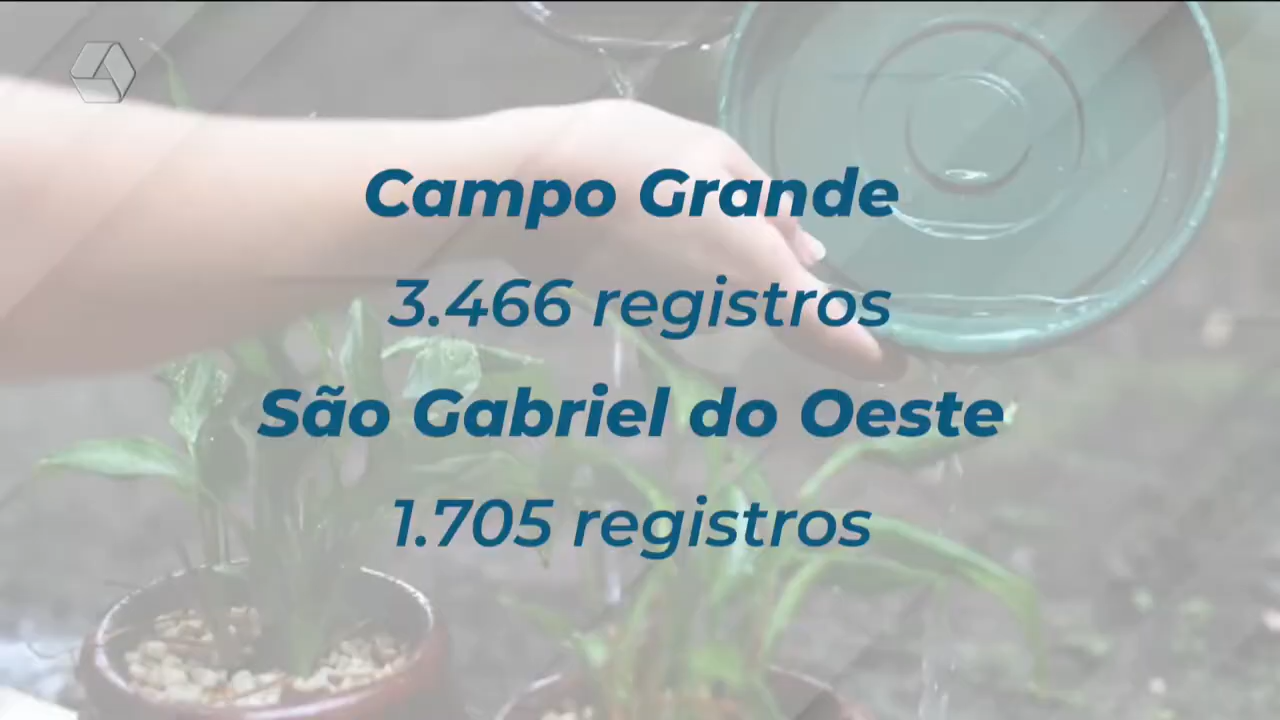 Campo Grande
3.466 registros
São Gabriel do Oeste
1.705 registros